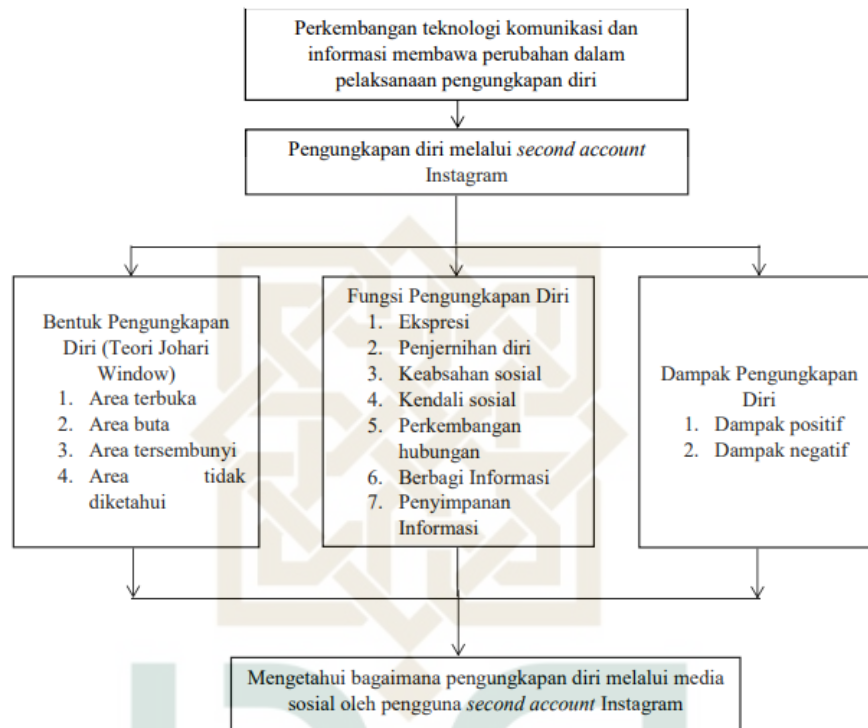 Perkembangan teknologi komunikasi dan
informasi membawa perubahan dalam
pelaksanaan pengungkapan diri
Pengungkapan diri melalui second account
Instagram
Bentuk Pengungkapan
Diri (Teori Johari
Window)
1. Area terbuka
2. Area buta
3. Area tersembunyi
4. Area tidak
diketahui
Fungsi Pengungkapan Diri
1. Ekspresi
2. Penjernihan diri
3. Keabsahan sosial
4. Kendali sosial
5. Perkembangan
hubungan
6. Berbagi Informasi
7. Penyimpanan
Informasi
Dampak Pengungkapan
Diri
1. Dampak positif
2. Dampak negatif
Mengetahui bagaimana pengungkapan diri melalui media
sosial oleh pengguna second account Instagram